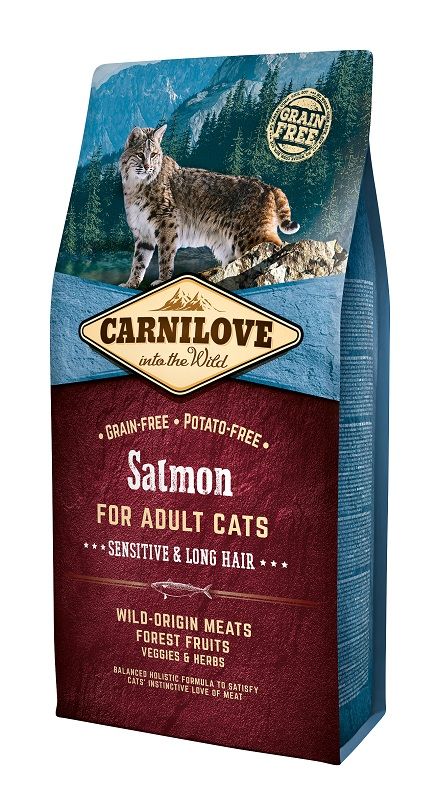 GRAIN
FREE
CARNILOVE
into the Wild
• GRAIN-FREE • POTATO-FREE •
Salmon
FOR ADULT CATS
★★★ SENSITIVE & LONG HAIR ★★★
WILD-ORIGIN MEATS
FOREST FRUITS
VEGGIES & HERBS
BALANCED HOLISTIC FORMULA TO SATISFY
CATS' INSTINCTIVE LOVE OF MEAT